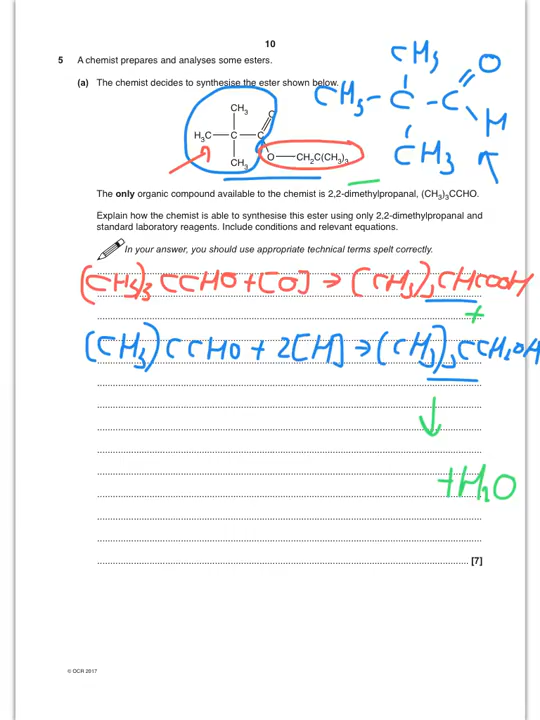 10
5 A chemist prepares and analyses some esters.
(a) The chemist decides to synthesise the ester shown below.
CH3
CH3
O
CH3 – C – C
O
H3C C C
H
CH3
O CH2C(CH3)3
CH3
The only organic compound available to the chemist is 2,2-dimethylpropanal, (CH3)3CCHO.
Explain how the chemist is able to synthesise this ester using only 2,2-dimethylpropanal and
standard laboratory reagents. Include conditions and relevant equations.
In your answer, you should use appropriate technical terms spelt correctly.
(CH3)3 CCHO + [O] → (CH3)3CHCOOH
+
(CH3) CCHO + 2[H] → (CH3)3CCH2OH
↓
+H2O
[7]
© OCR 2017